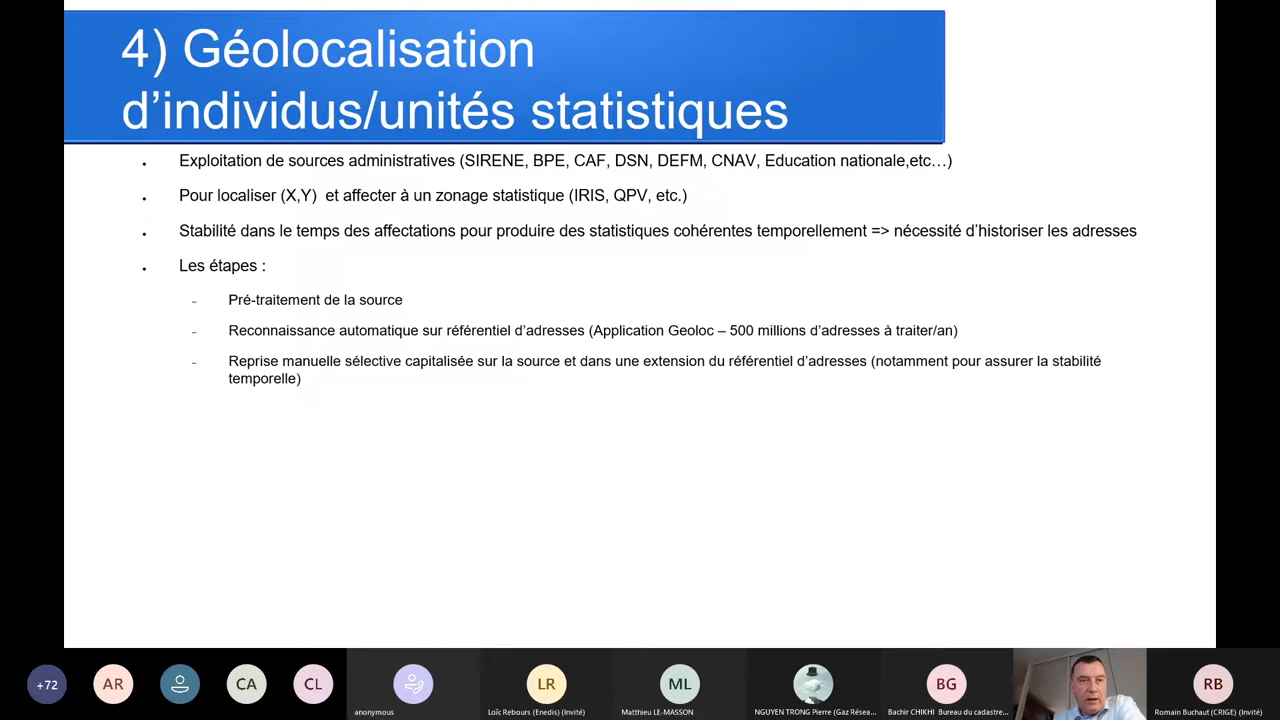 4) Géolocalisation
d’individus/unités statistiques
Exploitation de sources administratives (SIRENE, BPE, CAF, DSN, DEFM, CNAV, Education nationale,etc…)
Pour localiser (X,Y)  et affecter à un zonage statistique (IRIS, QPV, etc.)
Stabilité dans le temps des affectations pour produire des statistiques cohérentes temporellement => nécessité d’historiser les adresses
Les étapes :
Pré-traitement de la source
Reconnaissance automatique sur référentiel d’adresses (Application Geoloc – 500 millions d’adresses à traiter/an)
Reprise manuelle sélective capitalisée sur la source et dans une extension du référentiel d’adresses (notamment pour assurer la stabilité
temporelle)
+72
AR
CA
CL
LR
ML
BG
RB
anonymous
Loïc Rebours (Enedis) (Invité)
Matthieu LE-MASSON
NGUYEN TRONG Pierre (Gaz Résea...
Bachir CHIKHI  Bureau du cadastre...
Romain Buchaut (CRIGE) (Invité)